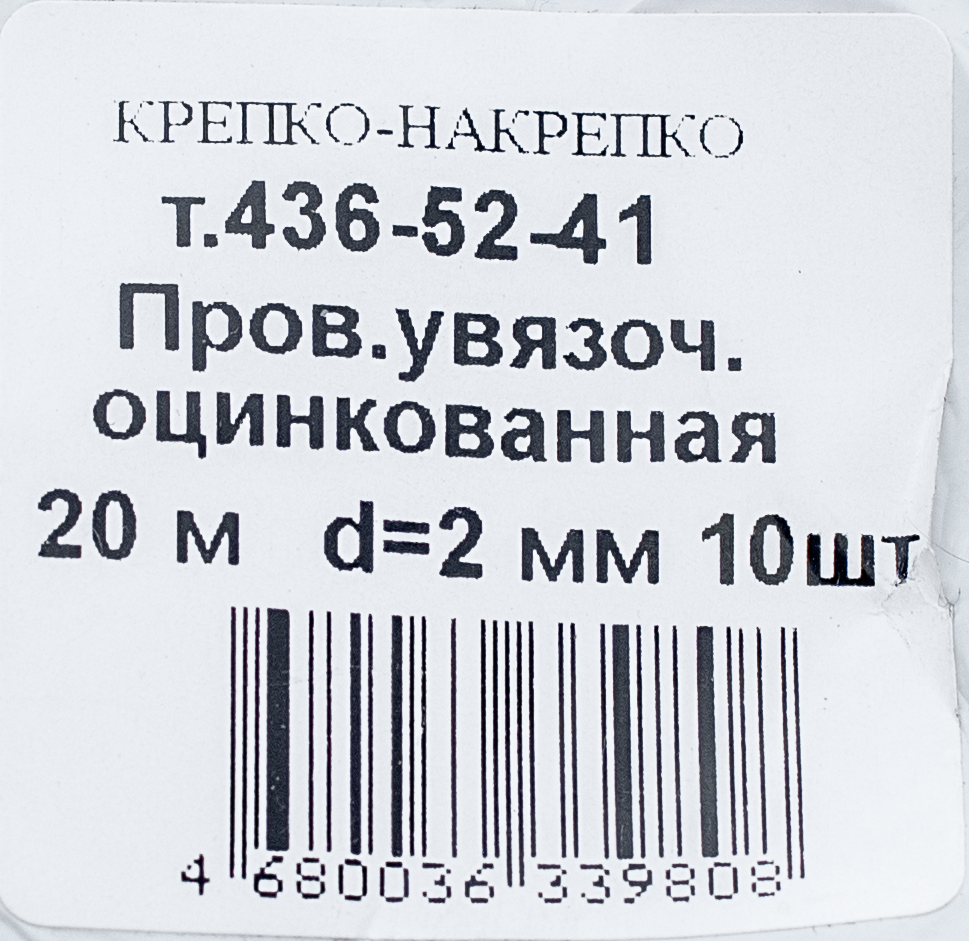 КРЕПКО-НАКРЕПКО
т.436-52-41
Пров.увязоч.
оцинкованная
20 м d=2 мм 10шт
4 680036 339808